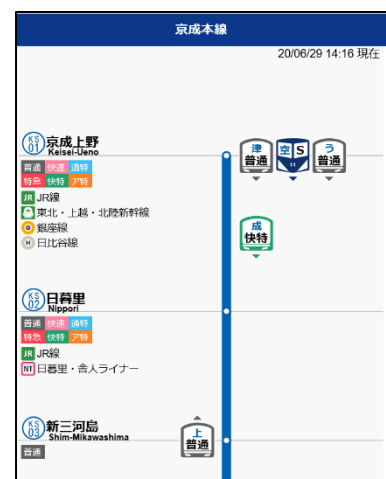 京成本線
20/06/29 14:16 現在
KS 01 京成上野
Keisei-Ueno
津 普通
空 S
う 普通
普通 快速 通特
特急 快特 ア特
JR JR線
東北・上越・北陸新幹線
G 銀座線
H 日比谷線
成 快特
KS 02 日暮里
Nippori
普通 快速 通特
特急 快特 ア特
JR JR線
NT 日暮里・舎人ライナー
KS 03 新三河島
Shim-Mikawashima
上 普通
普通